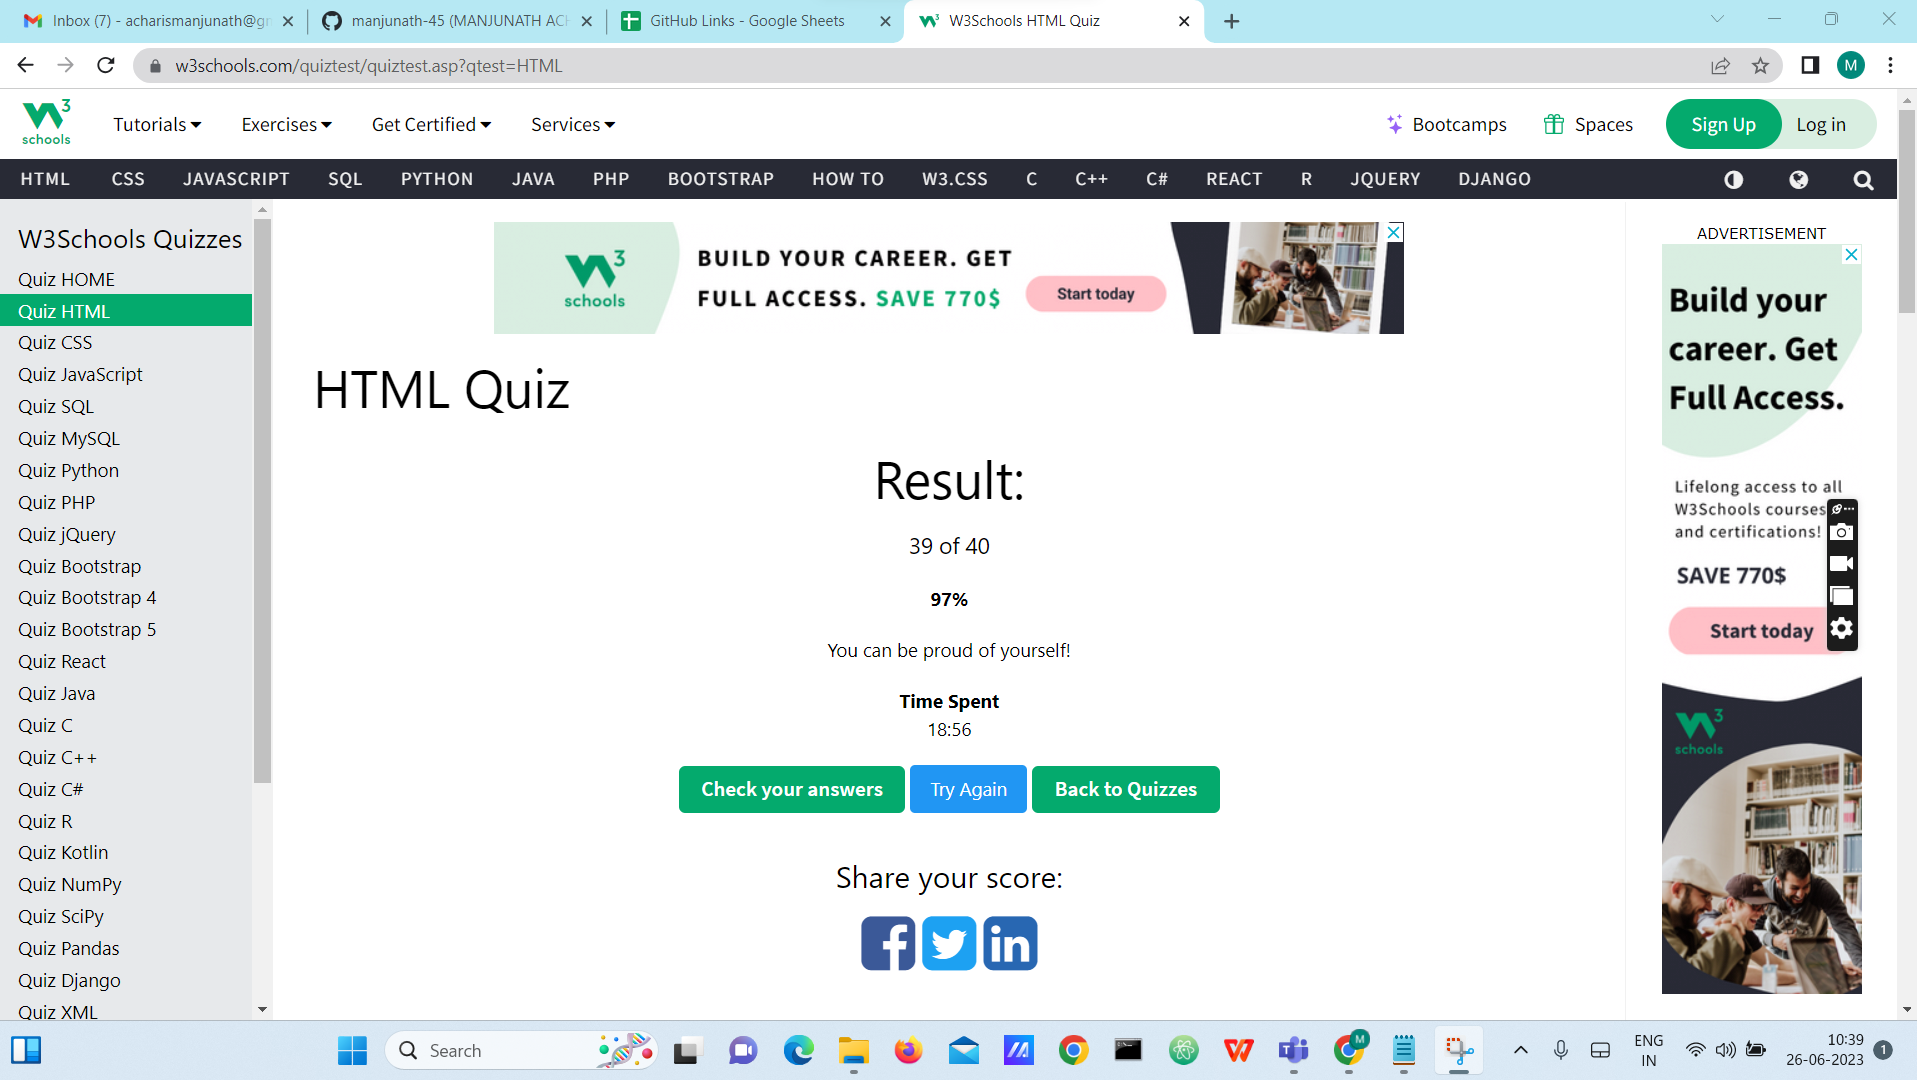 Inbox (7) - acharismanjunath@gm
manjunath-45 (MANJUNATH ACH
GitHub Links - Google Sheets
W3Schools HTML Quiz
w3schools.com/quiztest/quiztest.asp?qtest=HTML
M
3
schools
Tutorials
Exercises
Get Certified
Services
Bootcamps
Spaces
Sign Up
Log in
HTML
CSS
JAVASCRIPT
SQL
PYTHON
JAVA
PHP
BOOTSTRAP
HOW TO
W3.CSS
C
C++
C#
REACT
R
JQUERY
DJANGO
W3Schools Quizzes
Quiz HOME
Quiz HTML
Quiz CSS
Quiz JavaScript
Quiz SQL
Quiz MySQL
Quiz Python
Quiz PHP
Quiz jQuery
Quiz Bootstrap
Quiz Bootstrap 4
Quiz Bootstrap 5
Quiz React
Quiz Java
Quiz C
Quiz C++
Quiz C#
Quiz R
Quiz Kotlin
Quiz NumPy
Quiz SciPy
Quiz Pandas
Quiz Django
Quiz XML
3
schools
BUILD YOUR CAREER. GET
FULL ACCESS. SAVE 770$
Start today
HTML Quiz
Result:
39 of 40
97%
You can be proud of yourself!
Time Spent
18:56
Check your answers
Try Again
Back to Quizzes
Share your score:
ADVERTISEMENT
Build your
career. Get
Full Access.
Lifelong access to all
W3Schools courses
and certifications!
SAVE 770$
Start today
3
schools
Search
M
ENG
IN
10:39
26-06-2023
1